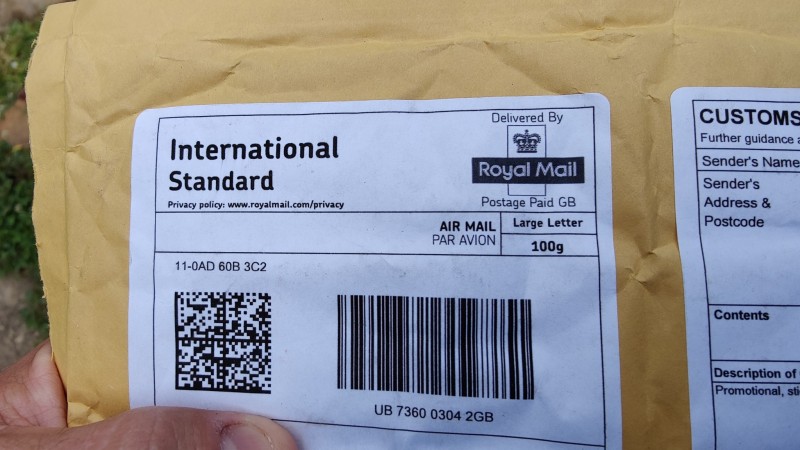 International
Standard
Privacy policy: www.royalmail.com/privacy
Delivered By
Royal Mail
Postage Paid GB
AIR MAIL
PAR AVION
Large Letter
100g
11-0AD 60B 3C2
UB 7360 0304 2GB
CUSTOMS
Further guidance
Sender's Name
Sender's
Address &
Postcode
Contents
Description of
Promotional,